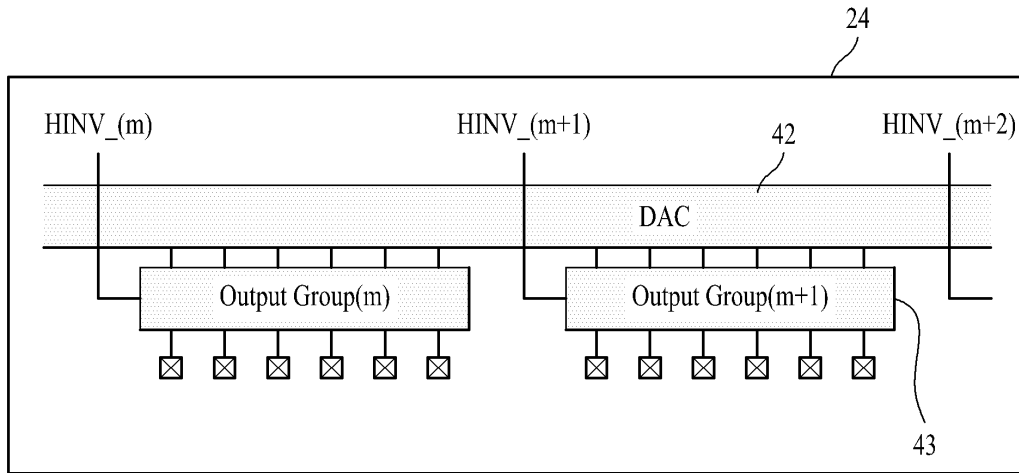 24
HINV_(m)
HINV_(m+1)
HINV_(m+2)
42
DAC
Output Group(m)
Output Group(m+1)
43